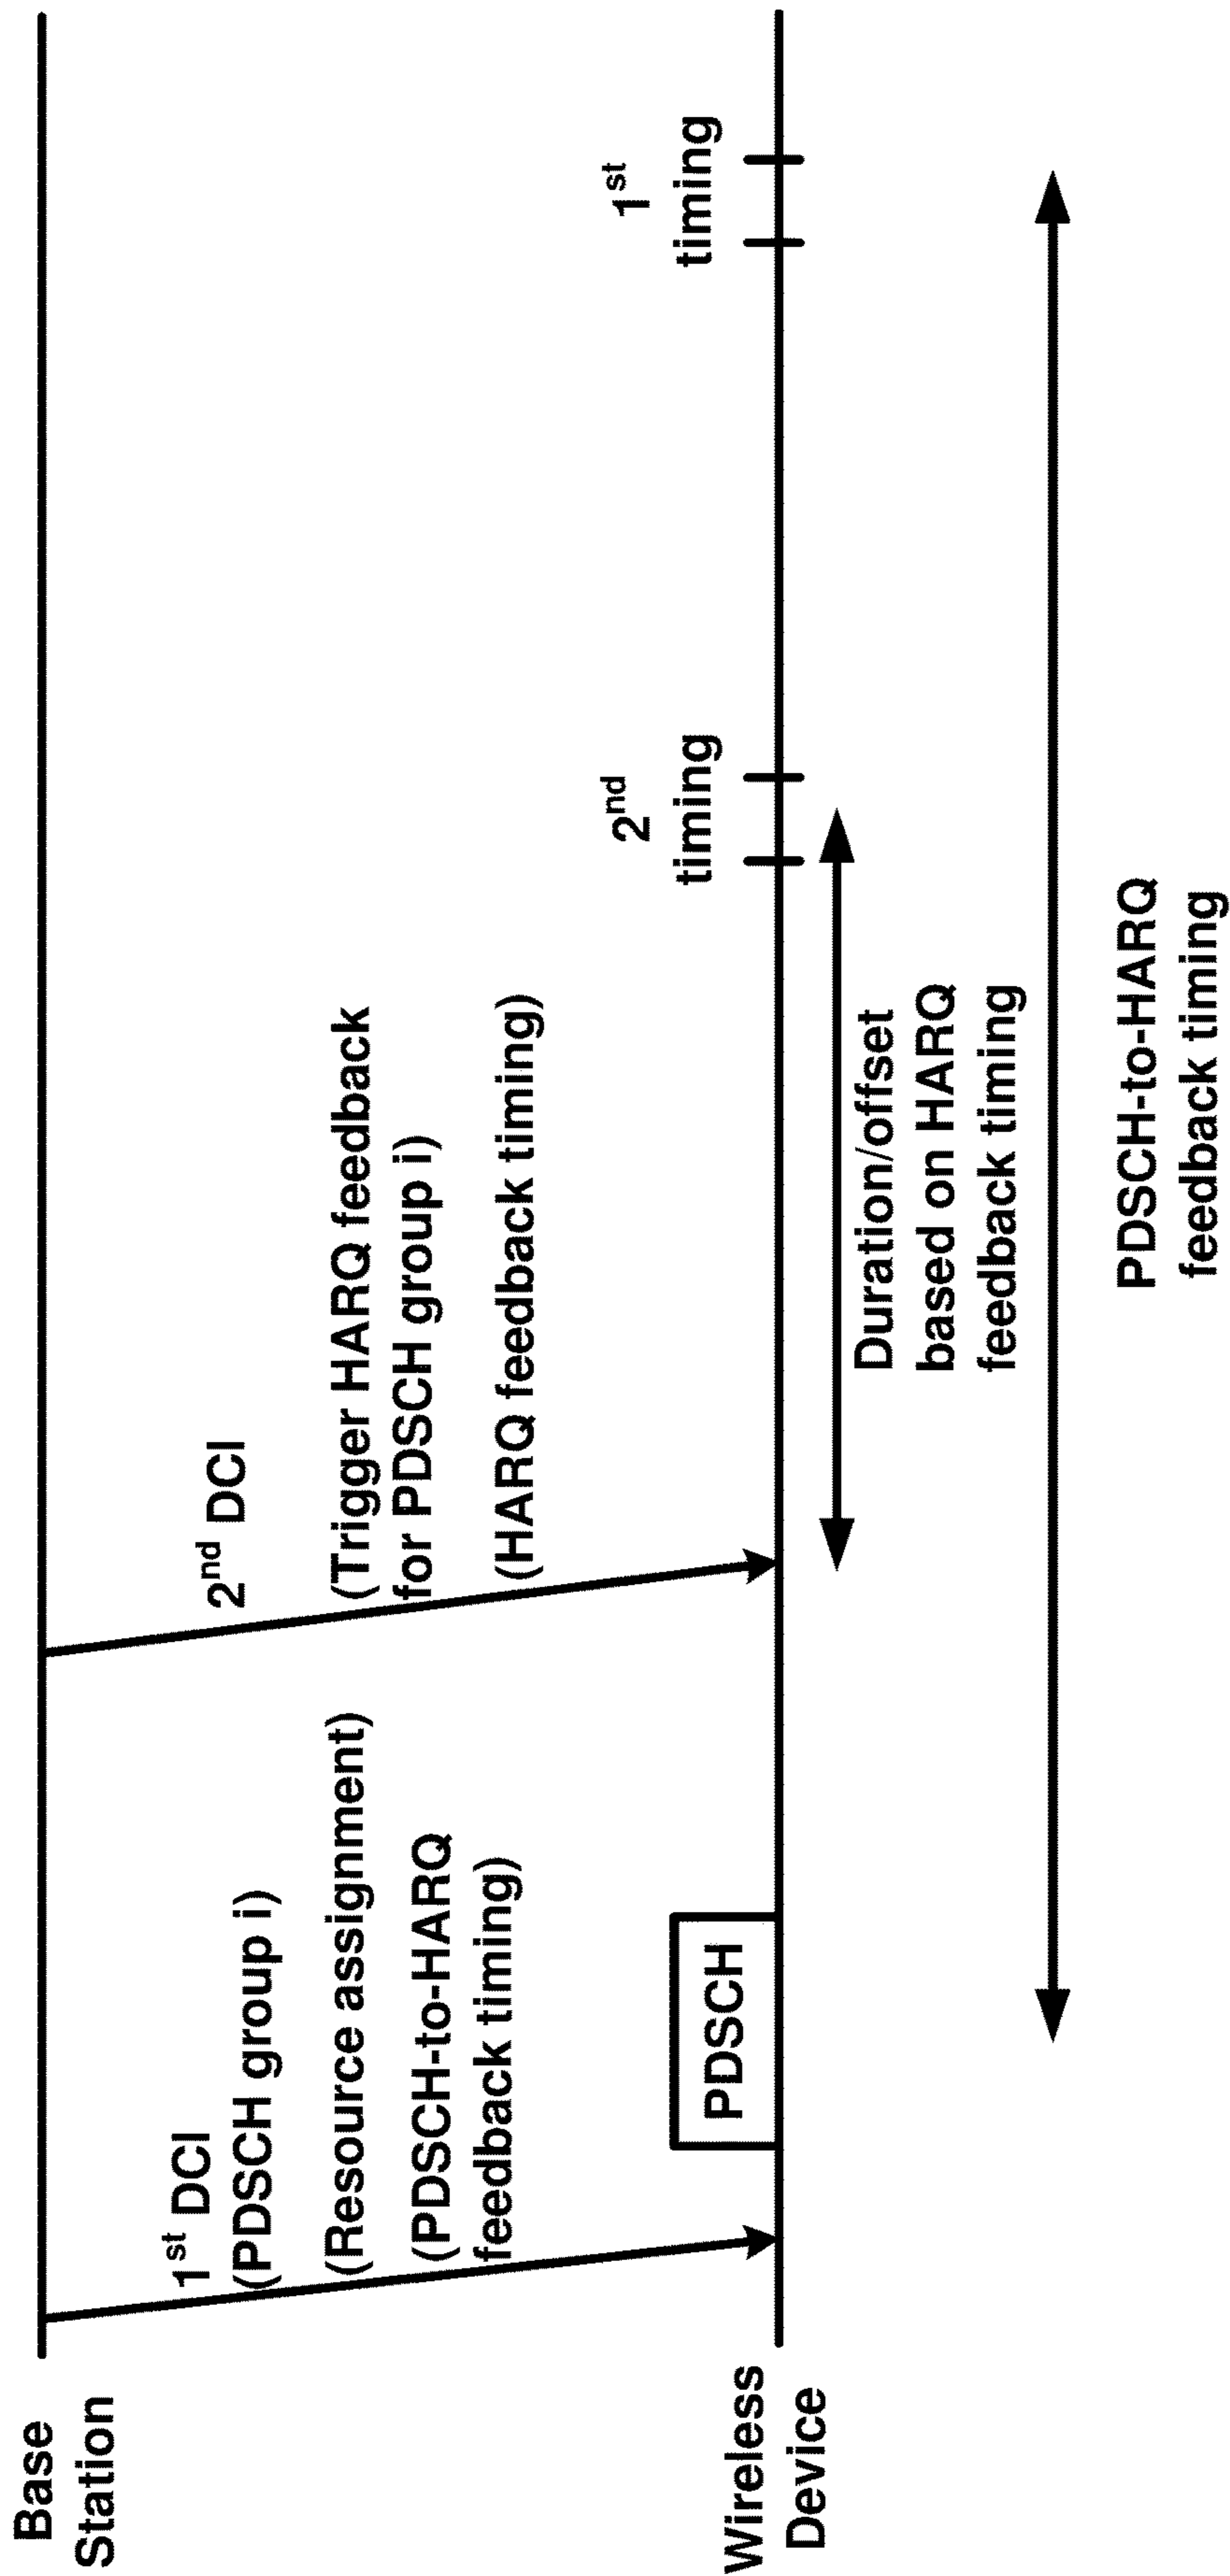 Base
Station
1st DCI
(PDSCH group i)
(Resource assignment)
(PDSCH-to-HARQ
feedback timing)
2nd DCI
(Trigger HARQ feedback
for PDSCH group i)
(HARQ feedback timing)
Wireless
Device
PDSCH
2nd
timing
1st
timing
Duration/offset
based on HARQ
feedback timing
PDSCH-to-HARQ
feedback timing